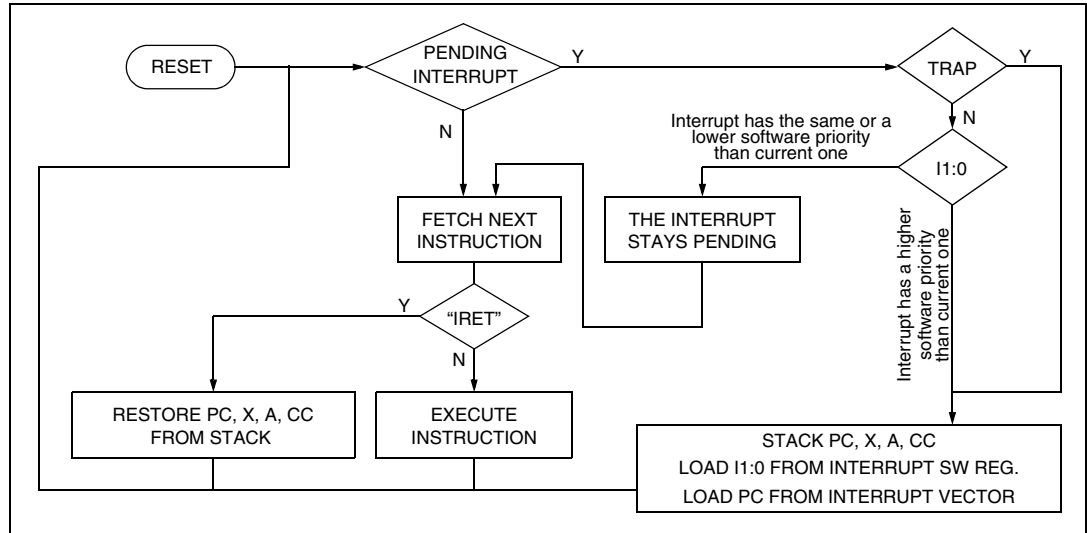 RESET
PENDING
INTERRUPT
Y
TRAP
Y
N
N
Interrupt has the same or a
lower software priority
than current one
I1:0
FETCH NEXT
INSTRUCTION
THE INTERRUPT
STAYS PENDING
Interrupt has a higher
software priority
than current one
Y
“IRET”
N
RESTORE PC, X, A, CC
FROM STACK
EXECUTE
INSTRUCTION
STACK PC, X, A, CC
LOAD I1:0 FROM INTERRUPT SW REG.
LOAD PC FROM INTERRUPT VECTOR